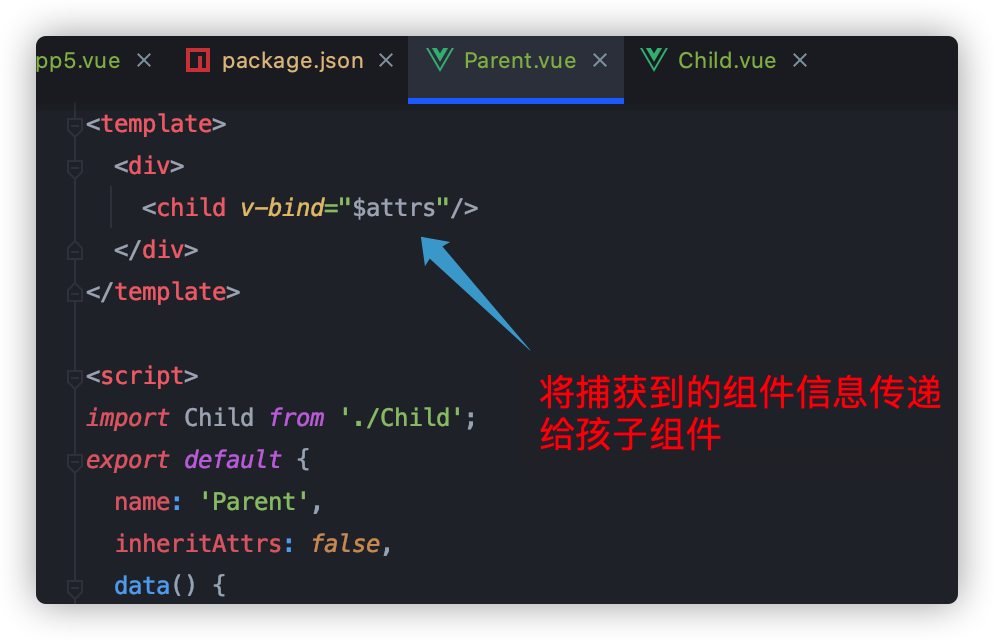 pp5.vue × package.json × Parent.vue × Child.vue ×
<template>
  <div>
    <child v-bind="$attrs"/>
  </div>
</template>
<script>
import Child from './Child';
export default {
  name: 'Parent',
  inheritAttrs: false,
  data() {
将捕获到的组件信息传递
给孩子组件